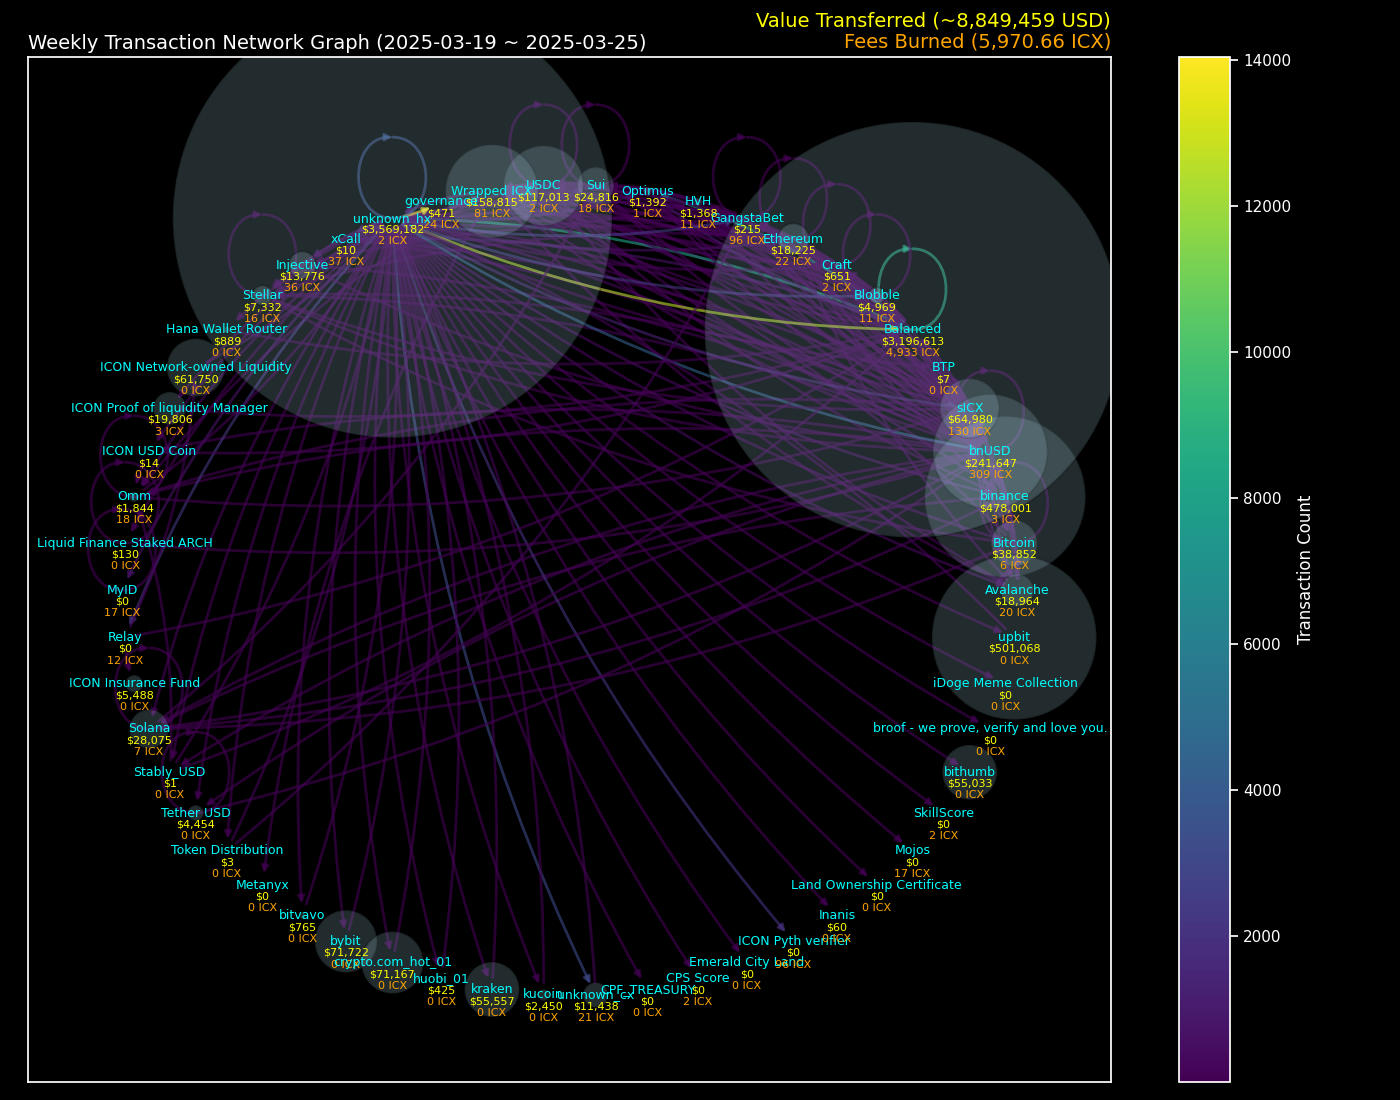 Value Transferred (~8,849,459 USD)
Weekly Transaction Network Graph (2025-03-19 ~ 2025-03-25)
Fees Burned (5,970.66 ICX)
Wrapped ICX
$158,815
81 ICX
USDC
$117,013
2 ICX
Sui
$24,816
18 ICX
Optimus
$1,392
1 ICX
HVH
$1,368
11 ICX
governance
$471
24 ICX
unknown_hx
$3,569,182
2 ICX
GangstaBet
$215
96 ICX
xCall
$10
37 ICX
Ethereum
$18,225
22 ICX
Injective
$13,776
36 ICX
Craft
$651
2 ICX
Stellar
$7,332
16 ICX
Blobble
$4,969
11 ICX
Hana Wallet Router
$889
0 ICX
Balanced
$3,196,613
4,933 ICX
ICON Network-owned Liquidity
$61,750
0 ICX
BTP
$7
0 ICX
ICON Proof of liquidity Manager
$19,806
3 ICX
sICX
$64,980
130 ICX
ICON USD Coin
$14
0 ICX
bnUSD
$241,647
309 ICX
Omm
$1,844
18 ICX
binance
$478,001
3 ICX
Liquid Finance Staked ARCH
$130
0 ICX
Bitcoin
$38,852
6 ICX
MyID
$0
17 ICX
Avalanche
$18,964
20 ICX
Relay
$0
12 ICX
upbit
$501,068
0 ICX
ICON Insurance Fund
$5,488
0 ICX
iDoge Meme Collection
$0
0 ICX
Solana
$28,075
7 ICX
broof - we prove, verify and love you.
$0
0 ICX
Stably_USD
$1
0 ICX
bithumb
$55,033
0 ICX
Tether USD
$4,454
0 ICX
SkillScore
$0
2 ICX
Token Distribution
$3
0 ICX
Mojos
$0
17 ICX
Metanyx
$0
0 ICX
Land Ownership Certificate
$0
0 ICX
bitvavo
$765
0 ICX
Inanis
$60
0 ICX
bybit
$71,722
0 ICX
ICON Pyth verifier
$0
96 ICX
crypto.com_hot_01
$71,167
0 ICX
Emerald City Land
$0
0 ICX
huobi_01
$425
0 ICX
CPS Score
$0
2 ICX
kraken
$55,557
0 ICX
kucoin
$2,450
0 ICX
unknown_cx
$11,438
21 ICX
CPF_TREASURY
$0
0 ICX
14000
12000
10000
8000
6000
4000
2000
Transaction Count